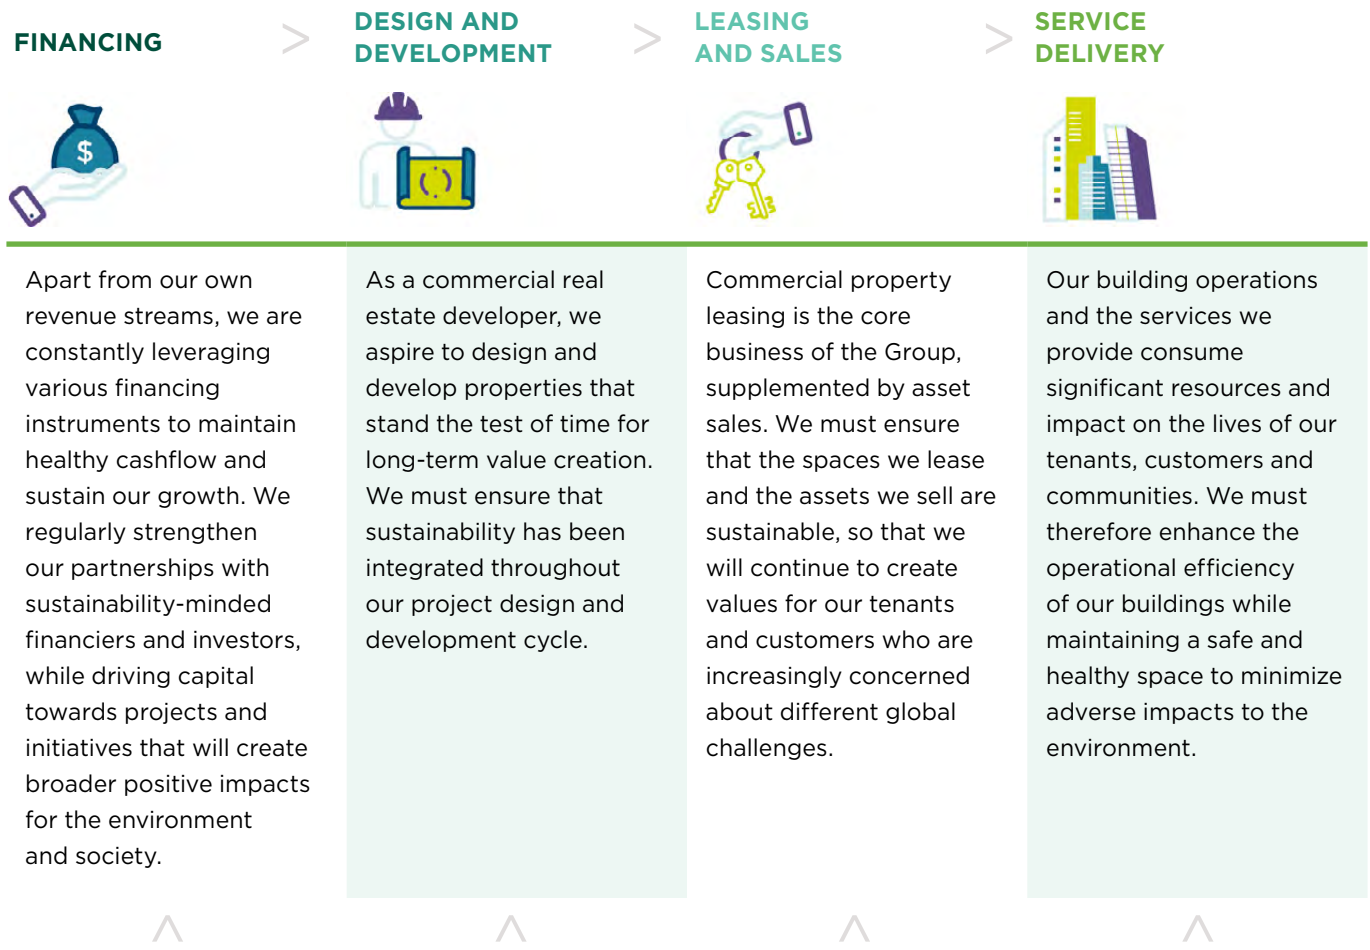 FINANCING
>
DESIGN AND
DEVELOPMENT
>
LEASING
AND SALES
>
SERVICE
DELIVERY
$
Apart from our own
revenue streams, we are
constantly leveraging
various financing
instruments to maintain
healthy cashflow and
sustain our growth. We
regularly strengthen
our partnerships with
sustainability-minded
financiers and investors,
while driving capital
towards projects and
initiatives that will create
broader positive impacts
for the environment
and society.
As a commercial real
estate developer, we
aspire to design and
develop properties that
stand the test of time for
long-term value creation.
We must ensure that
sustainability has been
integrated throughout
our project design and
development cycle.
Commercial property
leasing is the core
business of the Group,
supplemented by asset
sales. We must ensure
that the spaces we lease
and the assets we sell are
sustainable, so that we
will continue to create
values for our tenants
and customers who are
increasingly concerned
about different global
challenges.
Our building operations
and the services we
provide consume
significant resources and
impact on the lives of our
tenants, customers and
communities. We must
therefore enhance the
operational efficiency
of our buildings while
maintaining a safe and
healthy space to minimize
adverse impacts to the
environment.